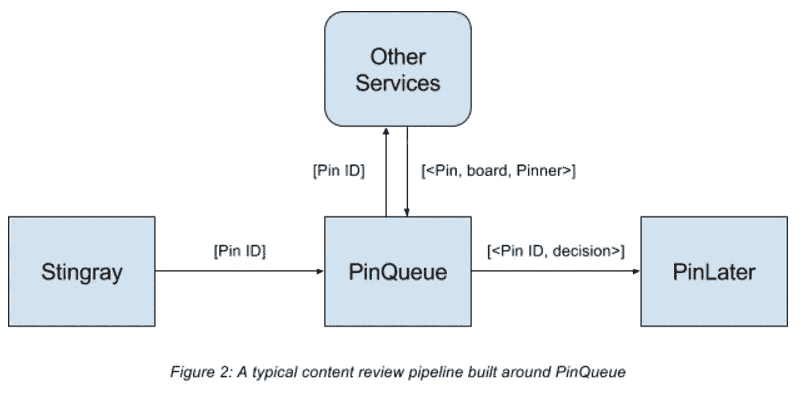 Other
Services
[Pin ID]
[<Pin, board, Pinner>]
Stingray
[Pin ID]
PinQueue
[<Pin ID, decision>]
PinLater
Figure 2: A typical content review pipeline built around PinQueue